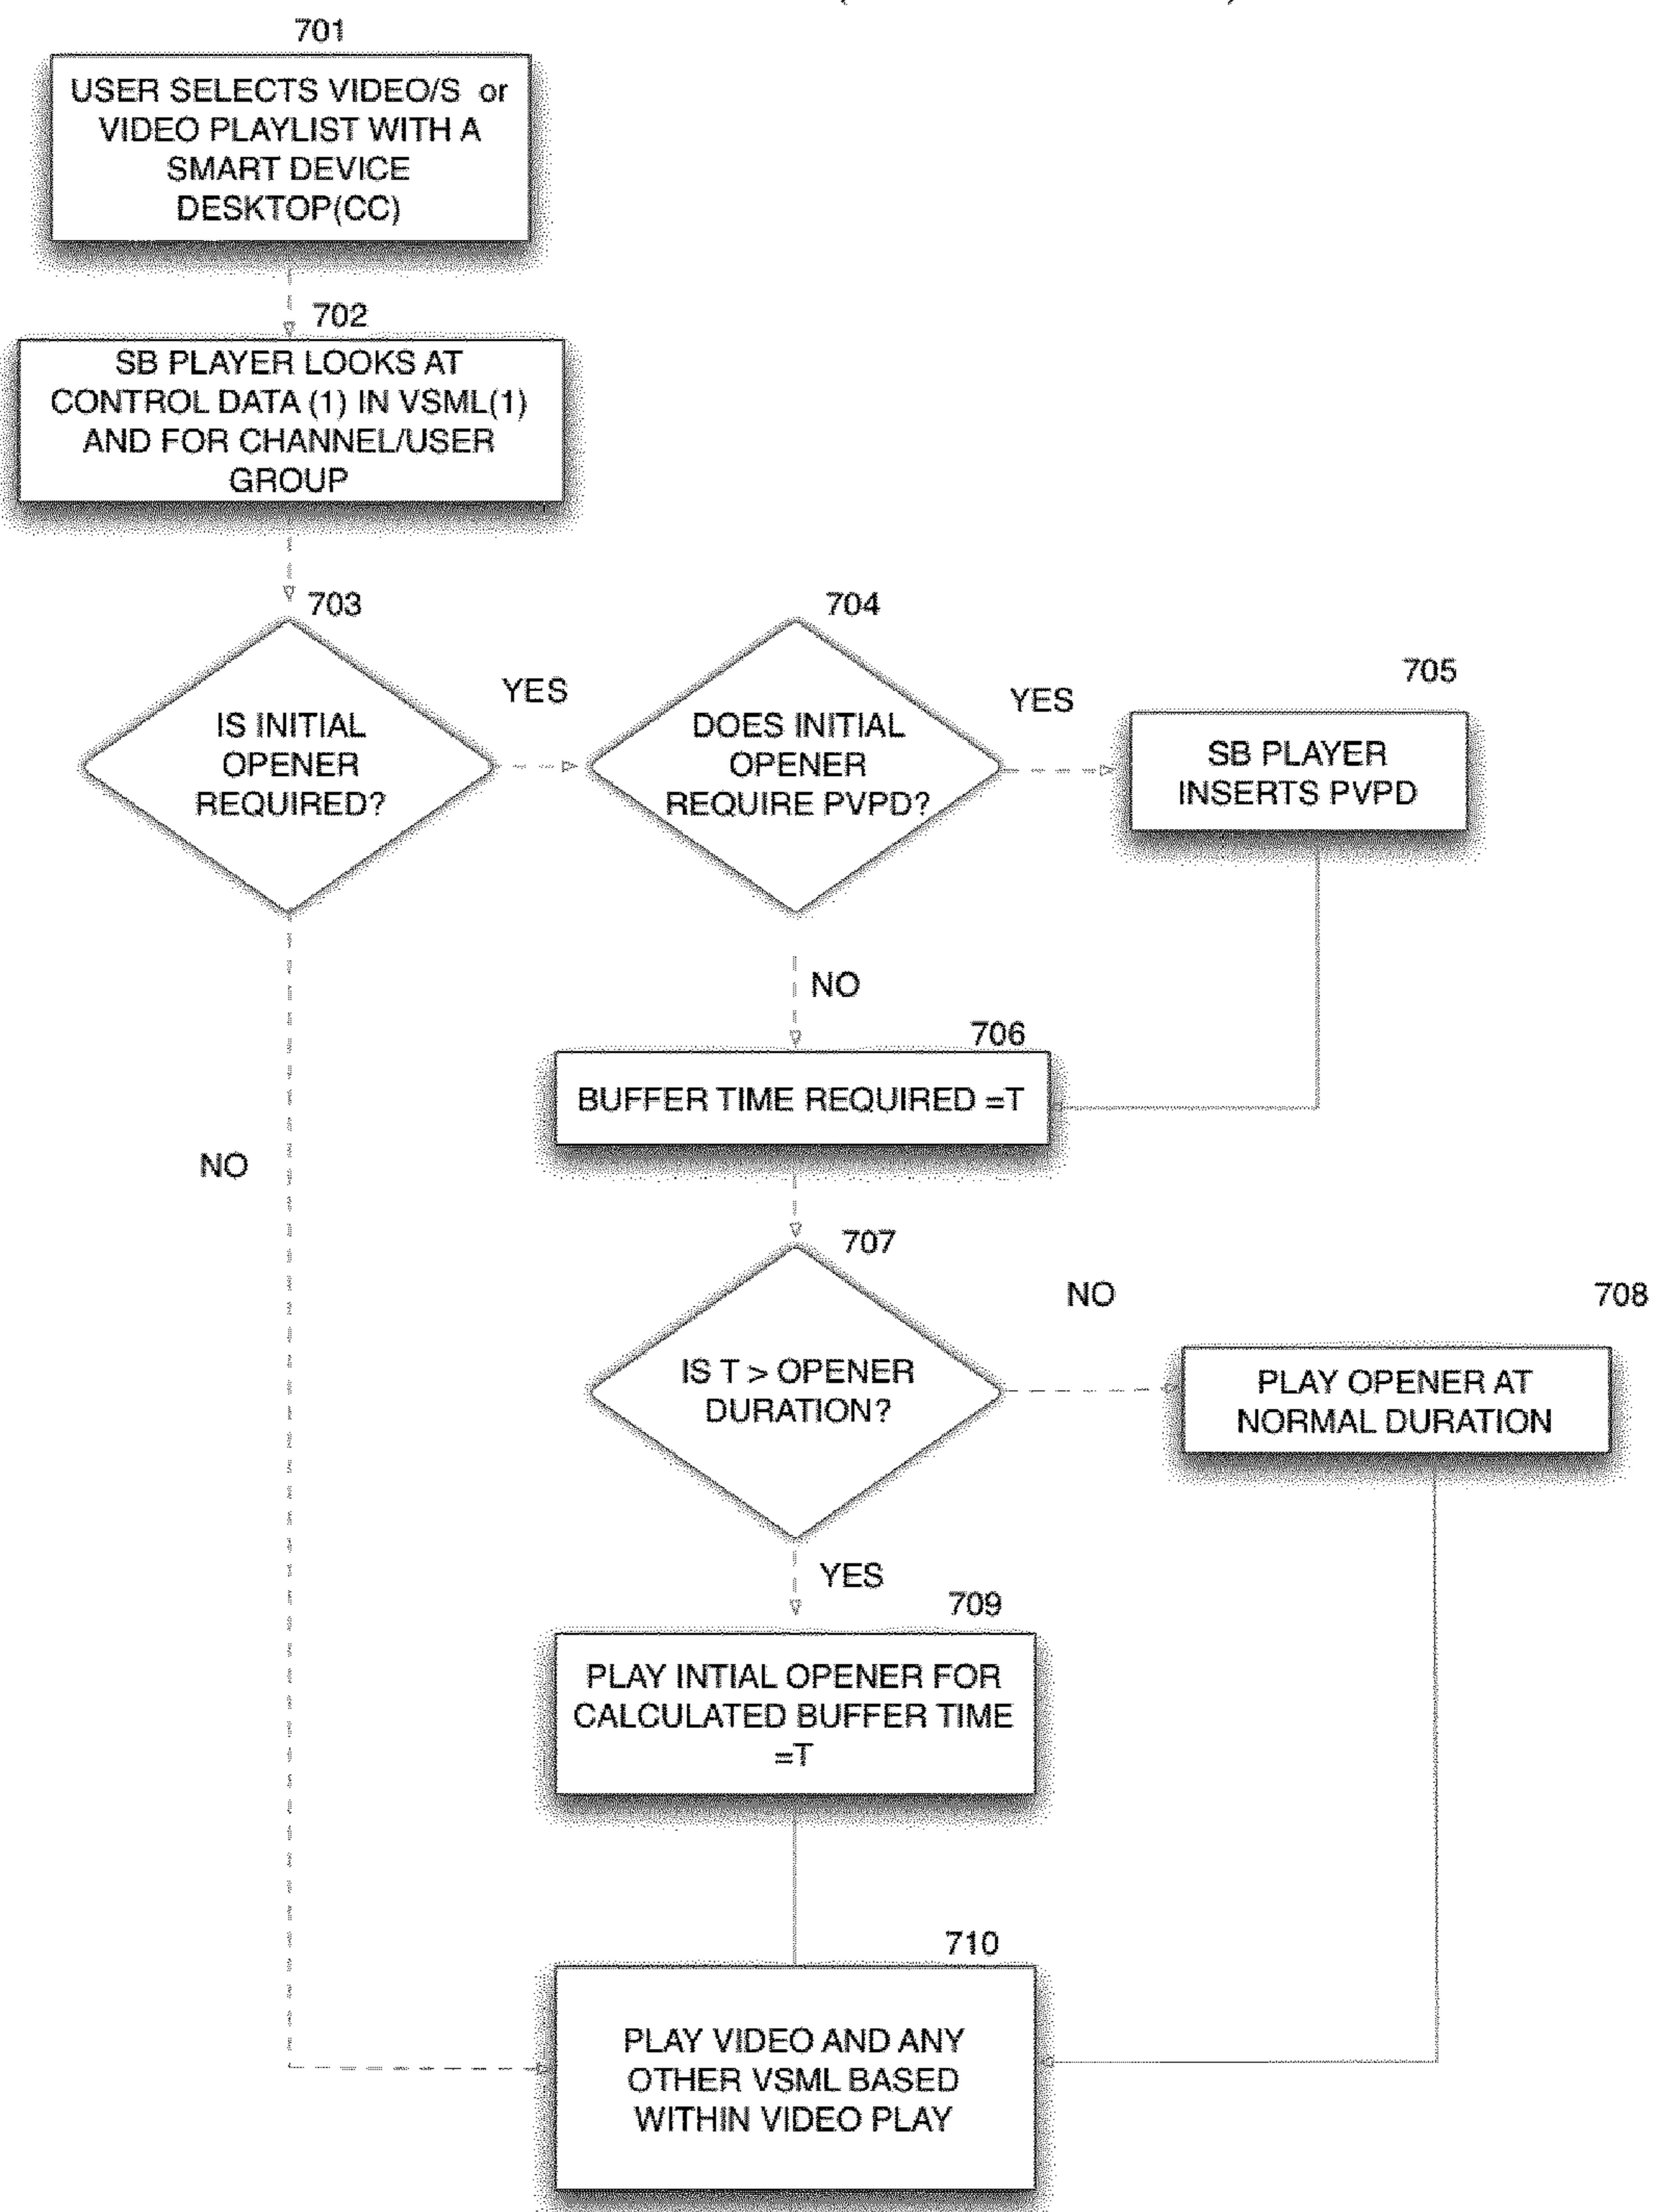 701
USER SELECTS VIDEO/S or
VIDEO PLAYLIST WITH A
SMART DEVICE
DESKTOP(CC)
702
SB PLAYER LOOKS AT
CONTROL DATA (1) IN VSML(1)
AND FOR CHANNEL/USER
GROUP
703
IS INITIAL
OPENER
REQUIRED?
YES
704
DOES INITIAL
OPENER
REQUIRE PVPD?
YES
705
SB PLAYER
INSERTS PVPD
NO
706
BUFFER TIME REQUIRED =T
NO
707
IS T > OPENER
DURATION?
NO
708
PLAY OPENER AT
NORMAL DURATION
YES
709
PLAY INTIAL OPENER FOR
CALCULATED BUFFER TIME
=T
710
PLAY VIDEO AND ANY
OTHER VSML BASED
WITHIN VIDEO PLAY